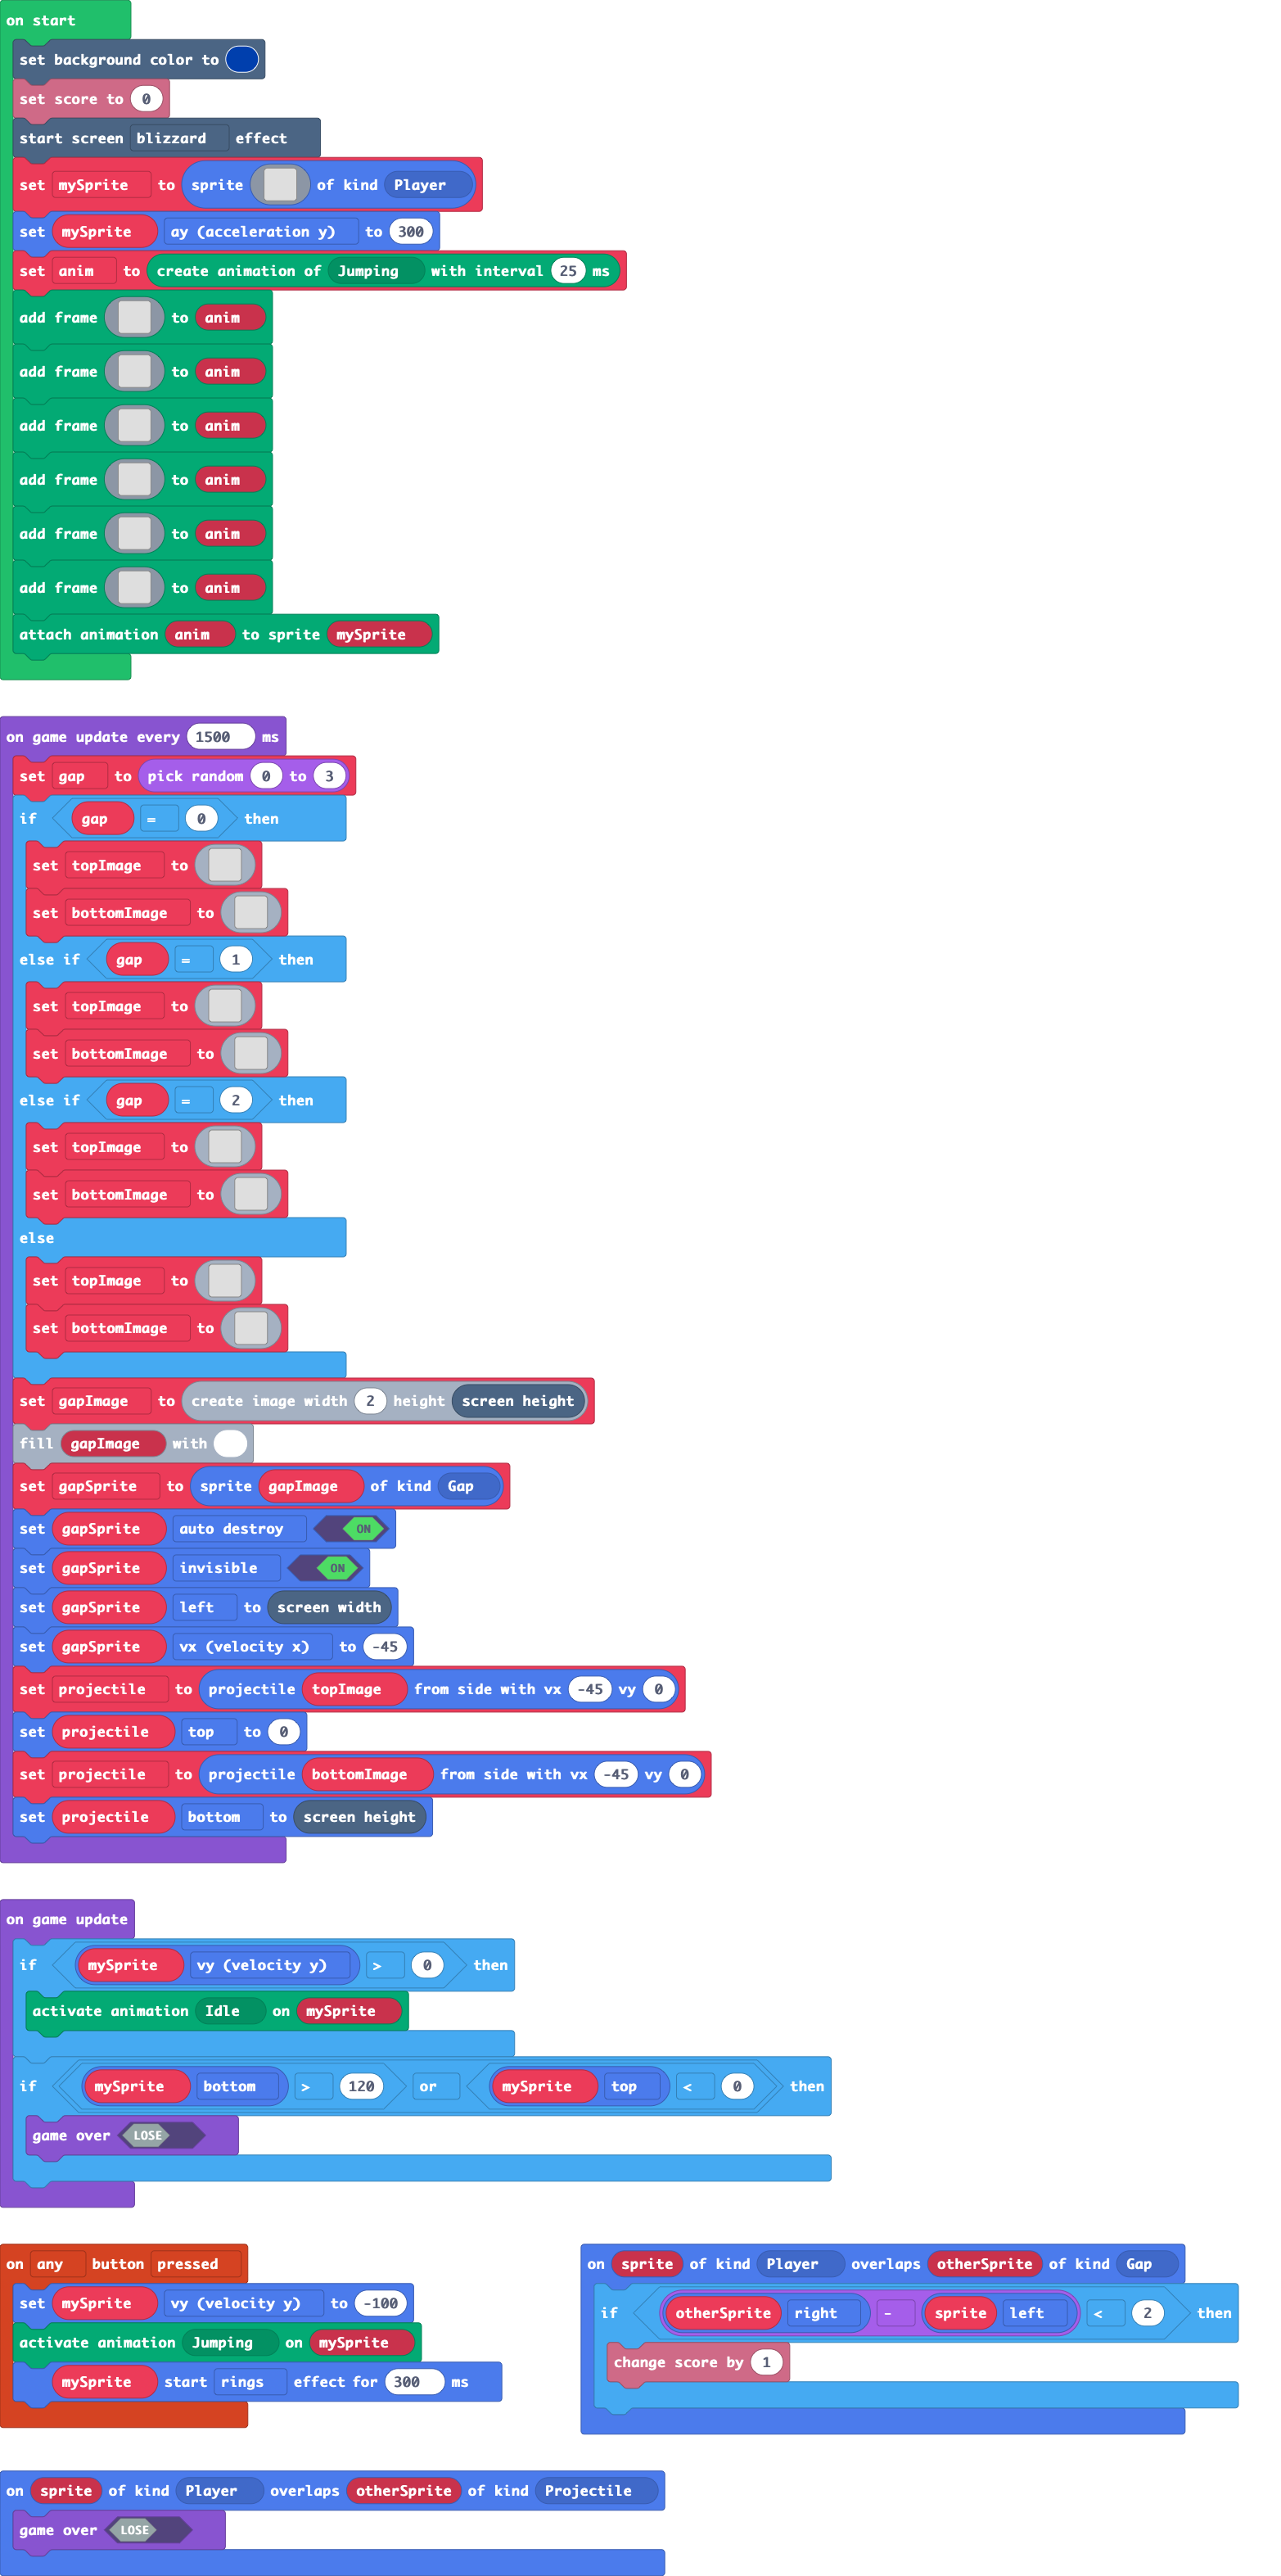 on start
set background color to
set score to 0
start screen blizzard effect
set mySprite to sprite of kind Player
set mySprite ay (acceleration y) to 300
set anim to create animation of Jumping with interval 25 ms
add frame to anim
add frame to anim
add frame to anim
add frame to anim
add frame to anim
add frame to anim
attach animation anim to sprite mySprite
on game update every 1500 ms
set gap to pick random 0 to 3
if gap = 0 then
set topImage to
set bottomImage to
else if gap = 1 then
set topImage to
set bottomImage to
else if gap = 2 then
set topImage to
set bottomImage to
else
set topImage to
set bottomImage to
set gapImage to create image width 2 height screen height
fill gapImage with
set gapSprite to sprite gapImage of kind Gap
set gapSprite auto destroy ON
set gapSprite invisible ON
set gapSprite left to screen width
set gapSprite vx (velocity x) to -45
set projectile to projectile topImage from side with vx -45 vy 0
set projectile top to 0
set projectile to projectile bottomImage from side with vx -45 vy 0
set projectile bottom to screen height
on game update
if mySprite vy (velocity y) > 0 then
activate animation Idle on mySprite
if mySprite bottom > 120 or mySprite top < 0 then
game over LOSE
on any button pressed
set mySprite vy (velocity y) to -100
activate animation Jumping on mySprite
mySprite start rings effect for 300 ms
on sprite of kind Player overlaps otherSprite of kind Gap
if otherSprite right - sprite left < 2 then
change score by 1
on sprite of kind Player overlaps otherSprite of kind Projectile
game over LOSE